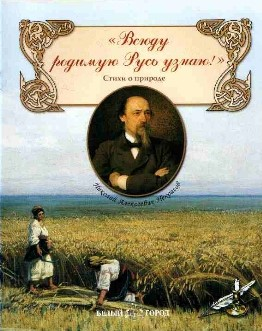 «Всюду
родимую Русь узнаю!»
Стихи о природе
Николай Алексеевич Некрасов
БЕЛЫЙ ГОРОД